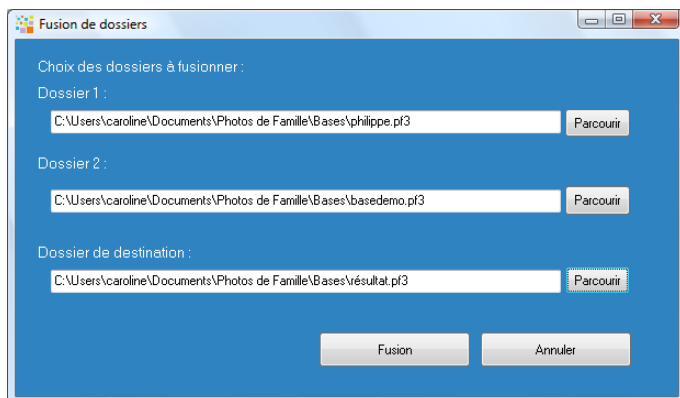 Fusion de dossiers
Choix des dossiers à fusionner :
Dossier 1 :
C:\Users\caroline\Documents\Photos de Famille\Bases\philippe.pf3
Parcourir
Dossier 2 :
C:\Users\caroline\Documents\Photos de Famille\Bases\basedemo.pf3
Parcourir
Dossier de destination :
C:\Users\caroline\Documents\Photos de Famille\Bases\résultat.pf3
Parcourir
Fusion
Annuler